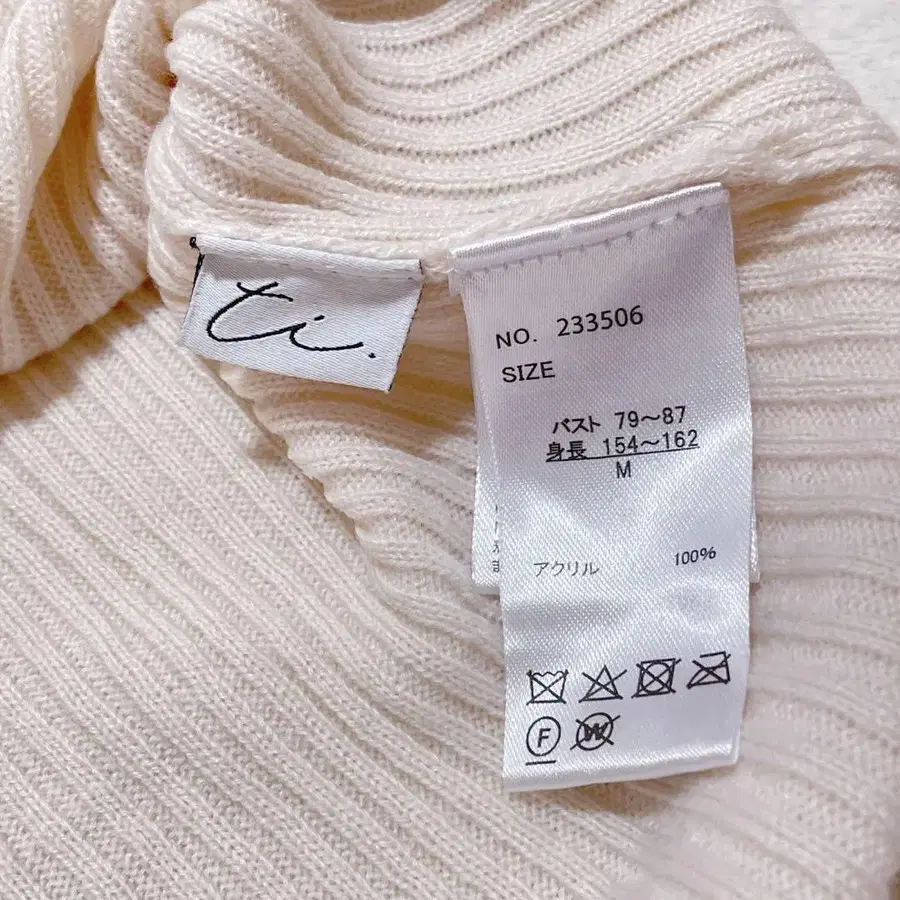 ti.
NO. 233506
SIZE
バスト 79〜87
身長 154〜162
M
アクリル 100%
F
W